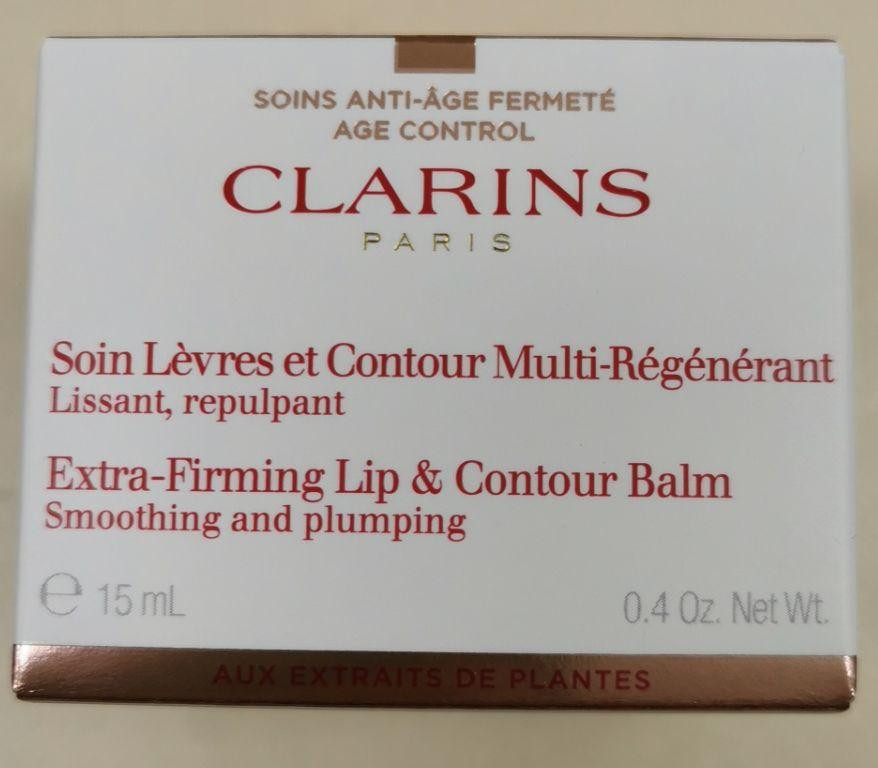 SOINS ANTI-ÂGE FERMETÉ
AGE CONTROL
CLARINS
PARIS
Soin Lèvres et Contour Multi-Régénérant
Lissant, repulpant
Extra-Firming Lip & Contour Balm
Smoothing and plumping
℮ 15 mL 0.4 Oz. Net Wt.
AUX EXTRAITS DE PLANTES